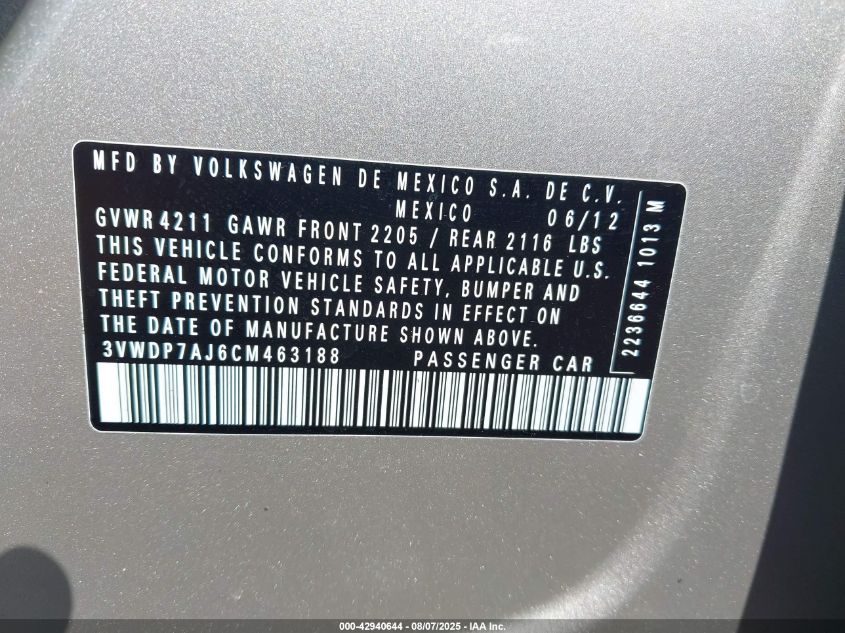 MFD BY VOLKSWAGEN DE MEXICO S.A. DE C.V.
MEXICO 06/12
GVWR 4211 GAWR FRONT 2205 / REAR 2116 LBS
THIS VEHICLE CONFORMS TO ALL APPLICABLE U.S.
FEDERAL MOTOR VEHICLE SAFETY, BUMPER AND
THEFT PREVENTION STANDARDS IN EFFECT ON
THE DATE OF MANUFACTURE SHOWN ABOVE.
3VWDP7AJ6CM463188 PASSENGER CAR
2236644 1013 M
000-42940644 - 08/07/2025 - IAA Inc.